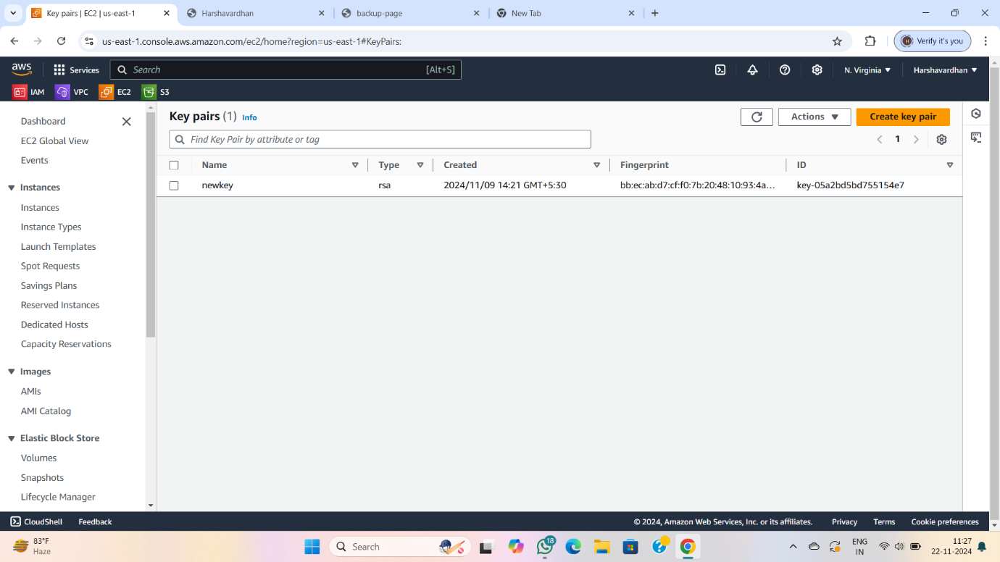 Key pairs | EC2 | us-east-1
Harshavardhan
backup-page
New Tab
us-east-1.console.aws.amazon.com/ec2/home?region=us-east-1#KeyPairs:
H
Verify it's you
aws
Services
Search
[Alt+S]
N. Virginia
Harshavardhan
IAM
VPC
EC2
S3
Dashboard
EC2 Global View
Events
Instances
Instances
Instance Types
Launch Templates
Spot Requests
Savings Plans
Reserved Instances
Dedicated Hosts
Capacity Reservations
Images
AMIs
AMI Catalog
Elastic Block Store
Volumes
Snapshots
Lifecycle Manager
Key pairs (1) Info
Actions
Create key pair
Find Key Pair by attribute or tag
1
Name Type Created Fingerprint ID
newkey rsa 2024/11/09 14:21 GMT+5:30 bb:ec:ab:d7:cf:f0:7b:20:48:10:93:4a... key-05a2bd5bd755154e7
CloudShell
Feedback
© 2024, Amazon Web Services, Inc. or its affiliates.
Privacy
Terms
Cookie preferences
83°F
Haze
Search
18
ENG
IN
11:27
22-11-2024